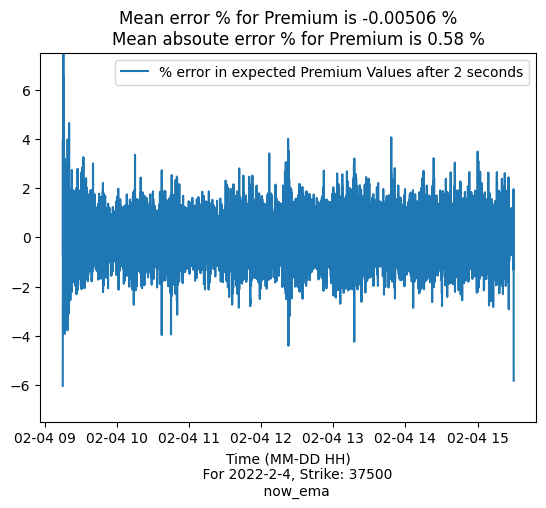 Mean error % for Premium is -0.00506 %
Mean absoute error % for Premium is 0.58 %
% error in expected Premium Values after 2 seconds
6
4
2
0
−2
−4
−6
02-04 09 02-04 10 02-04 11 02-04 12 02-04 13 02-04 14 02-04 15
Time (MM-DD HH)
For 2022-2-4, Strike: 37500
now_ema